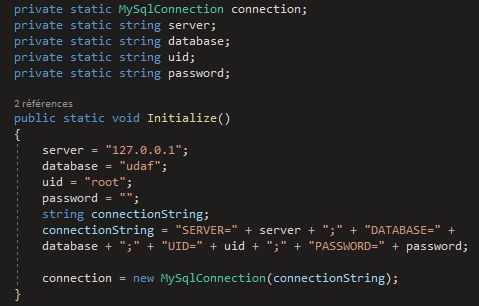 private static MySqlConnection connection;
private static string server;
private static string database;
private static string uid;
private static string password;
2 références
public static void Initialize()
{
server = "127.0.0.1";
database = "udaf";
uid = "root";
password = "";
string connectionString;
connectionString = "SERVER=" + server + ";" + "DATABASE=" +
database + ";" + "UID=" + uid + ";" + "PASSWORD=" + password;
connection = new MySqlConnection(connectionString);
}